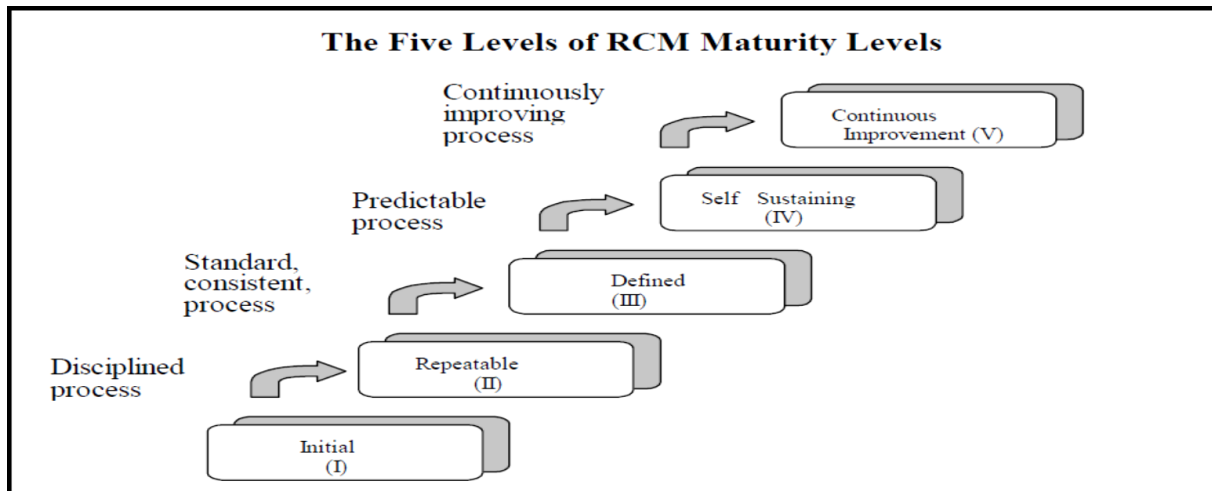 The Five Levels of RCM Maturity Levels
Continuously
improving
process
Continuous
Improvement (V)
Predictable
process
Self Sustaining
(IV)
Standard,
consistent,
process
Defined
(III)
Disciplined
process
Repeatable
(II)
Initial
(I)